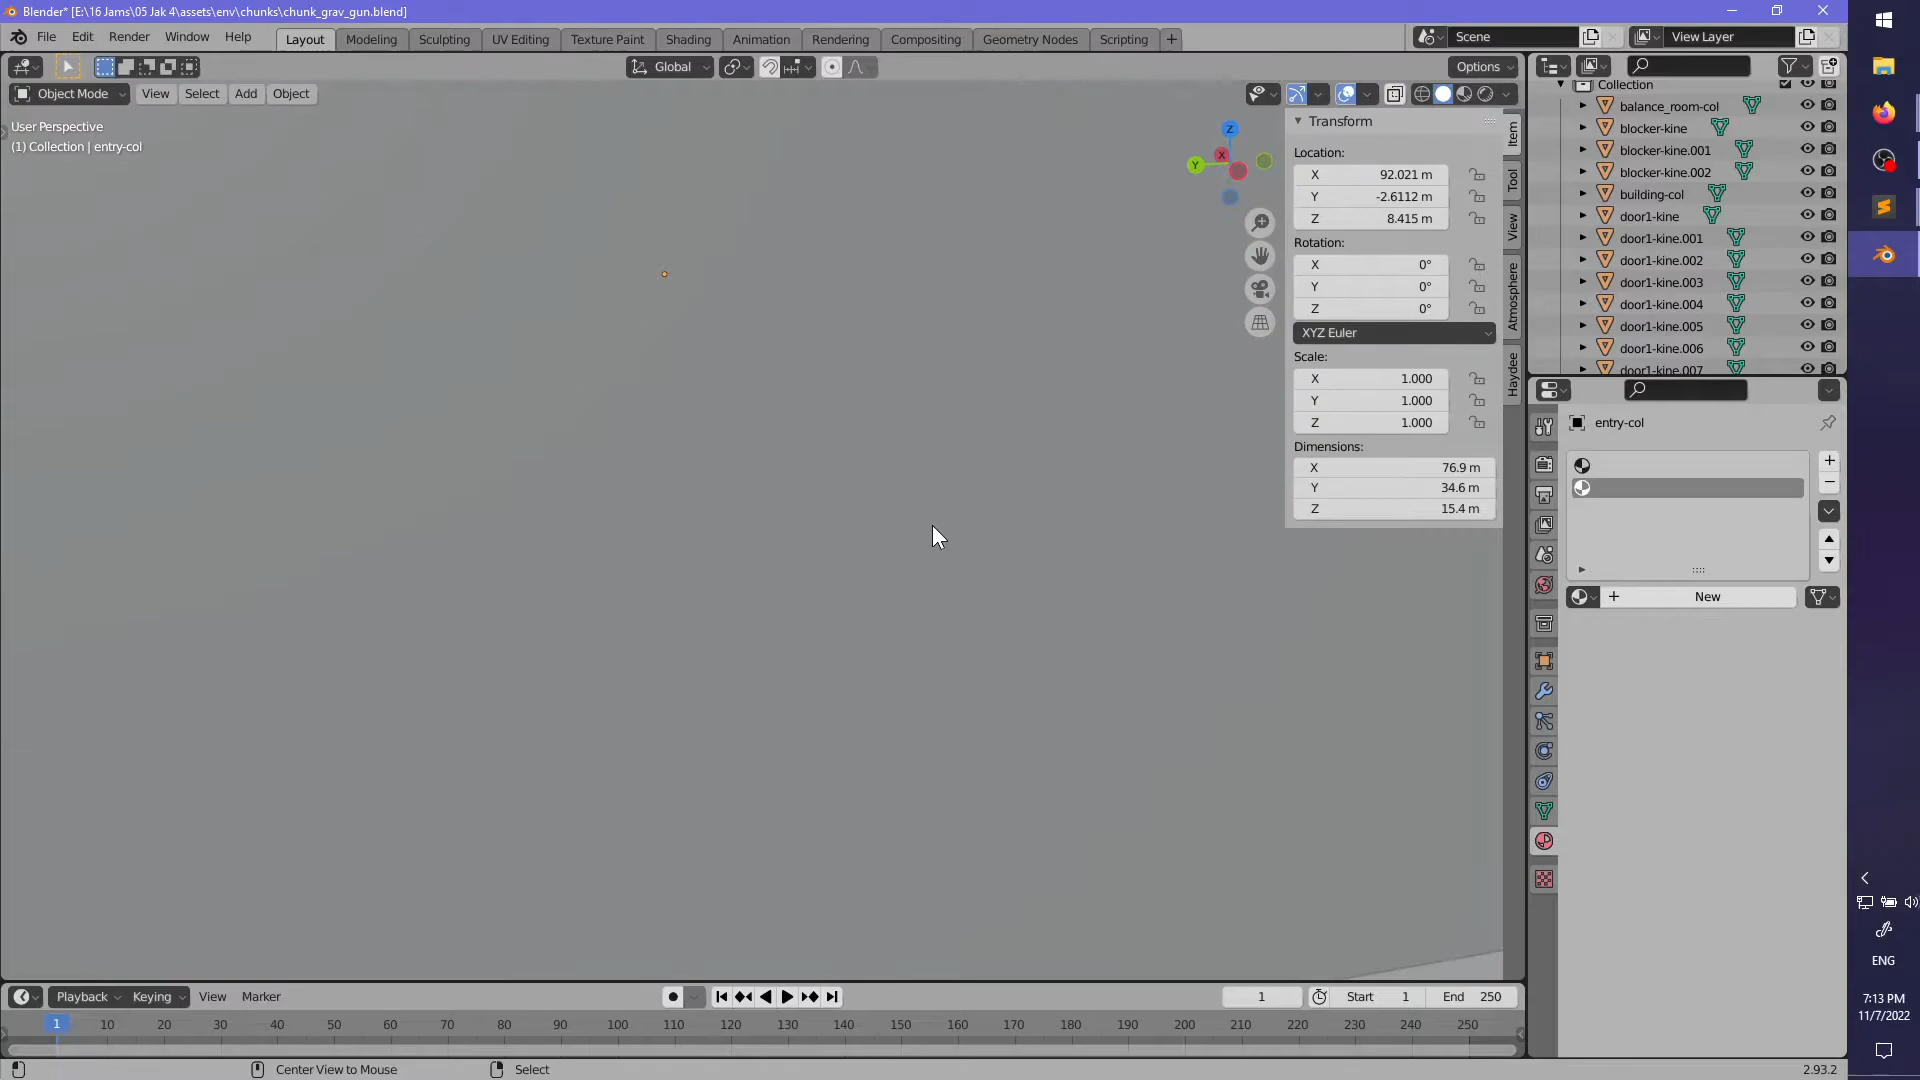 Blender* [E:\16 Jams\05 Jak 4\assets\env\chunks\chunk_grav_gun.blend]
File Edit Render Window Help Layout Modeling Sculpting UV Editing Texture Paint Shading Animation Rendering Compositing Geometry Nodes Scripting + Scene View Layer
Global Options
Object Mode View Select Add Object
User Perspective
(1) Collection | entry-col
Z
Y X
Transform
Location:
X 92.021 m
Y -2.6112 m
Z 8.415 m
Rotation:
X 0°
Y 0°
Z 0°
XYZ Euler
Scale:
X 1.000
Y 1.000
Z 1.000
Dimensions:
X 76.9 m
Y 34.6 m
Z 15.4 m
Item
Tool
View
Atmosphere
Haydee
Collection
balance_room-col
blocker-kine
blocker-kine.001
blocker-kine.002
building-col
door1-kine
door1-kine.001
door1-kine.002
door1-kine.003
door1-kine.004
door1-kine.005
door1-kine.006
door1-kine.007
entry-col
+ New
Playback Keying View Marker 1 Start 1 End 250
1 10 20 30 40 50 60 70 80 90 100 110 120 130 140 150 160 170 180 190 200 210 220 230 240 250
Center View to Mouse Select 2.93.2
ENG
7:13 PM
11/7/2022